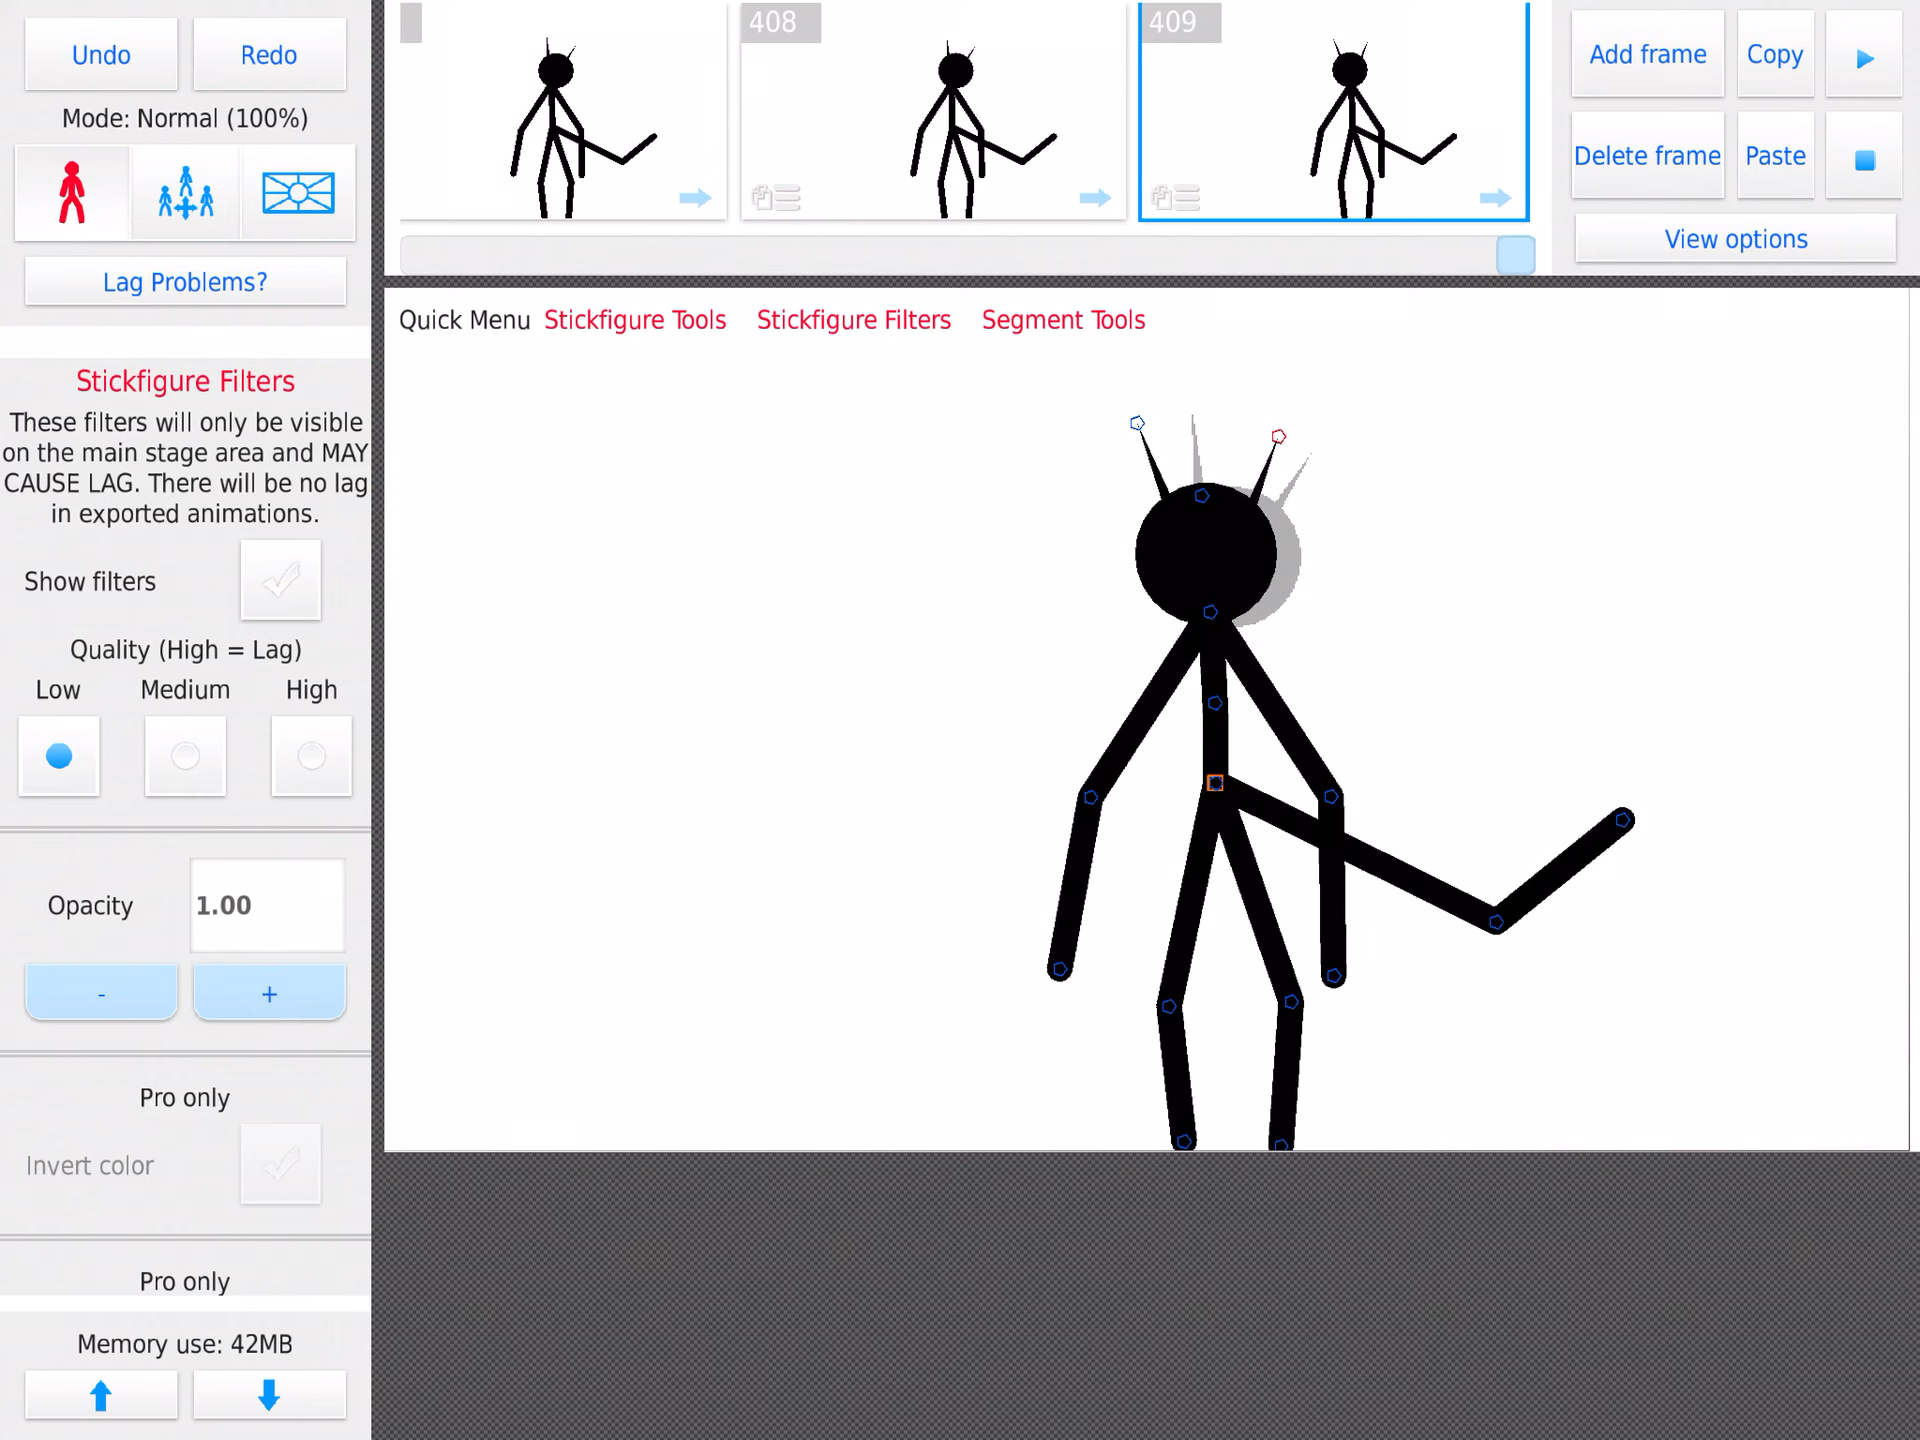 Undo
Redo
Mode: Normal (100%)
Lag Problems?
408
409
Add frame
Copy
Delete frame
Paste
View options
Quick Menu Stickfigure Tools Stickfigure Filters Segment Tools
Stickfigure Filters
These filters will only be visible
on the main stage area and MAY
CAUSE LAG. There will be no lag
in exported animations.
Show filters
Quality (High = Lag)
Low Medium High
Opacity 1.00
- +
Pro only
Invert color
Pro only
Memory use: 42MB